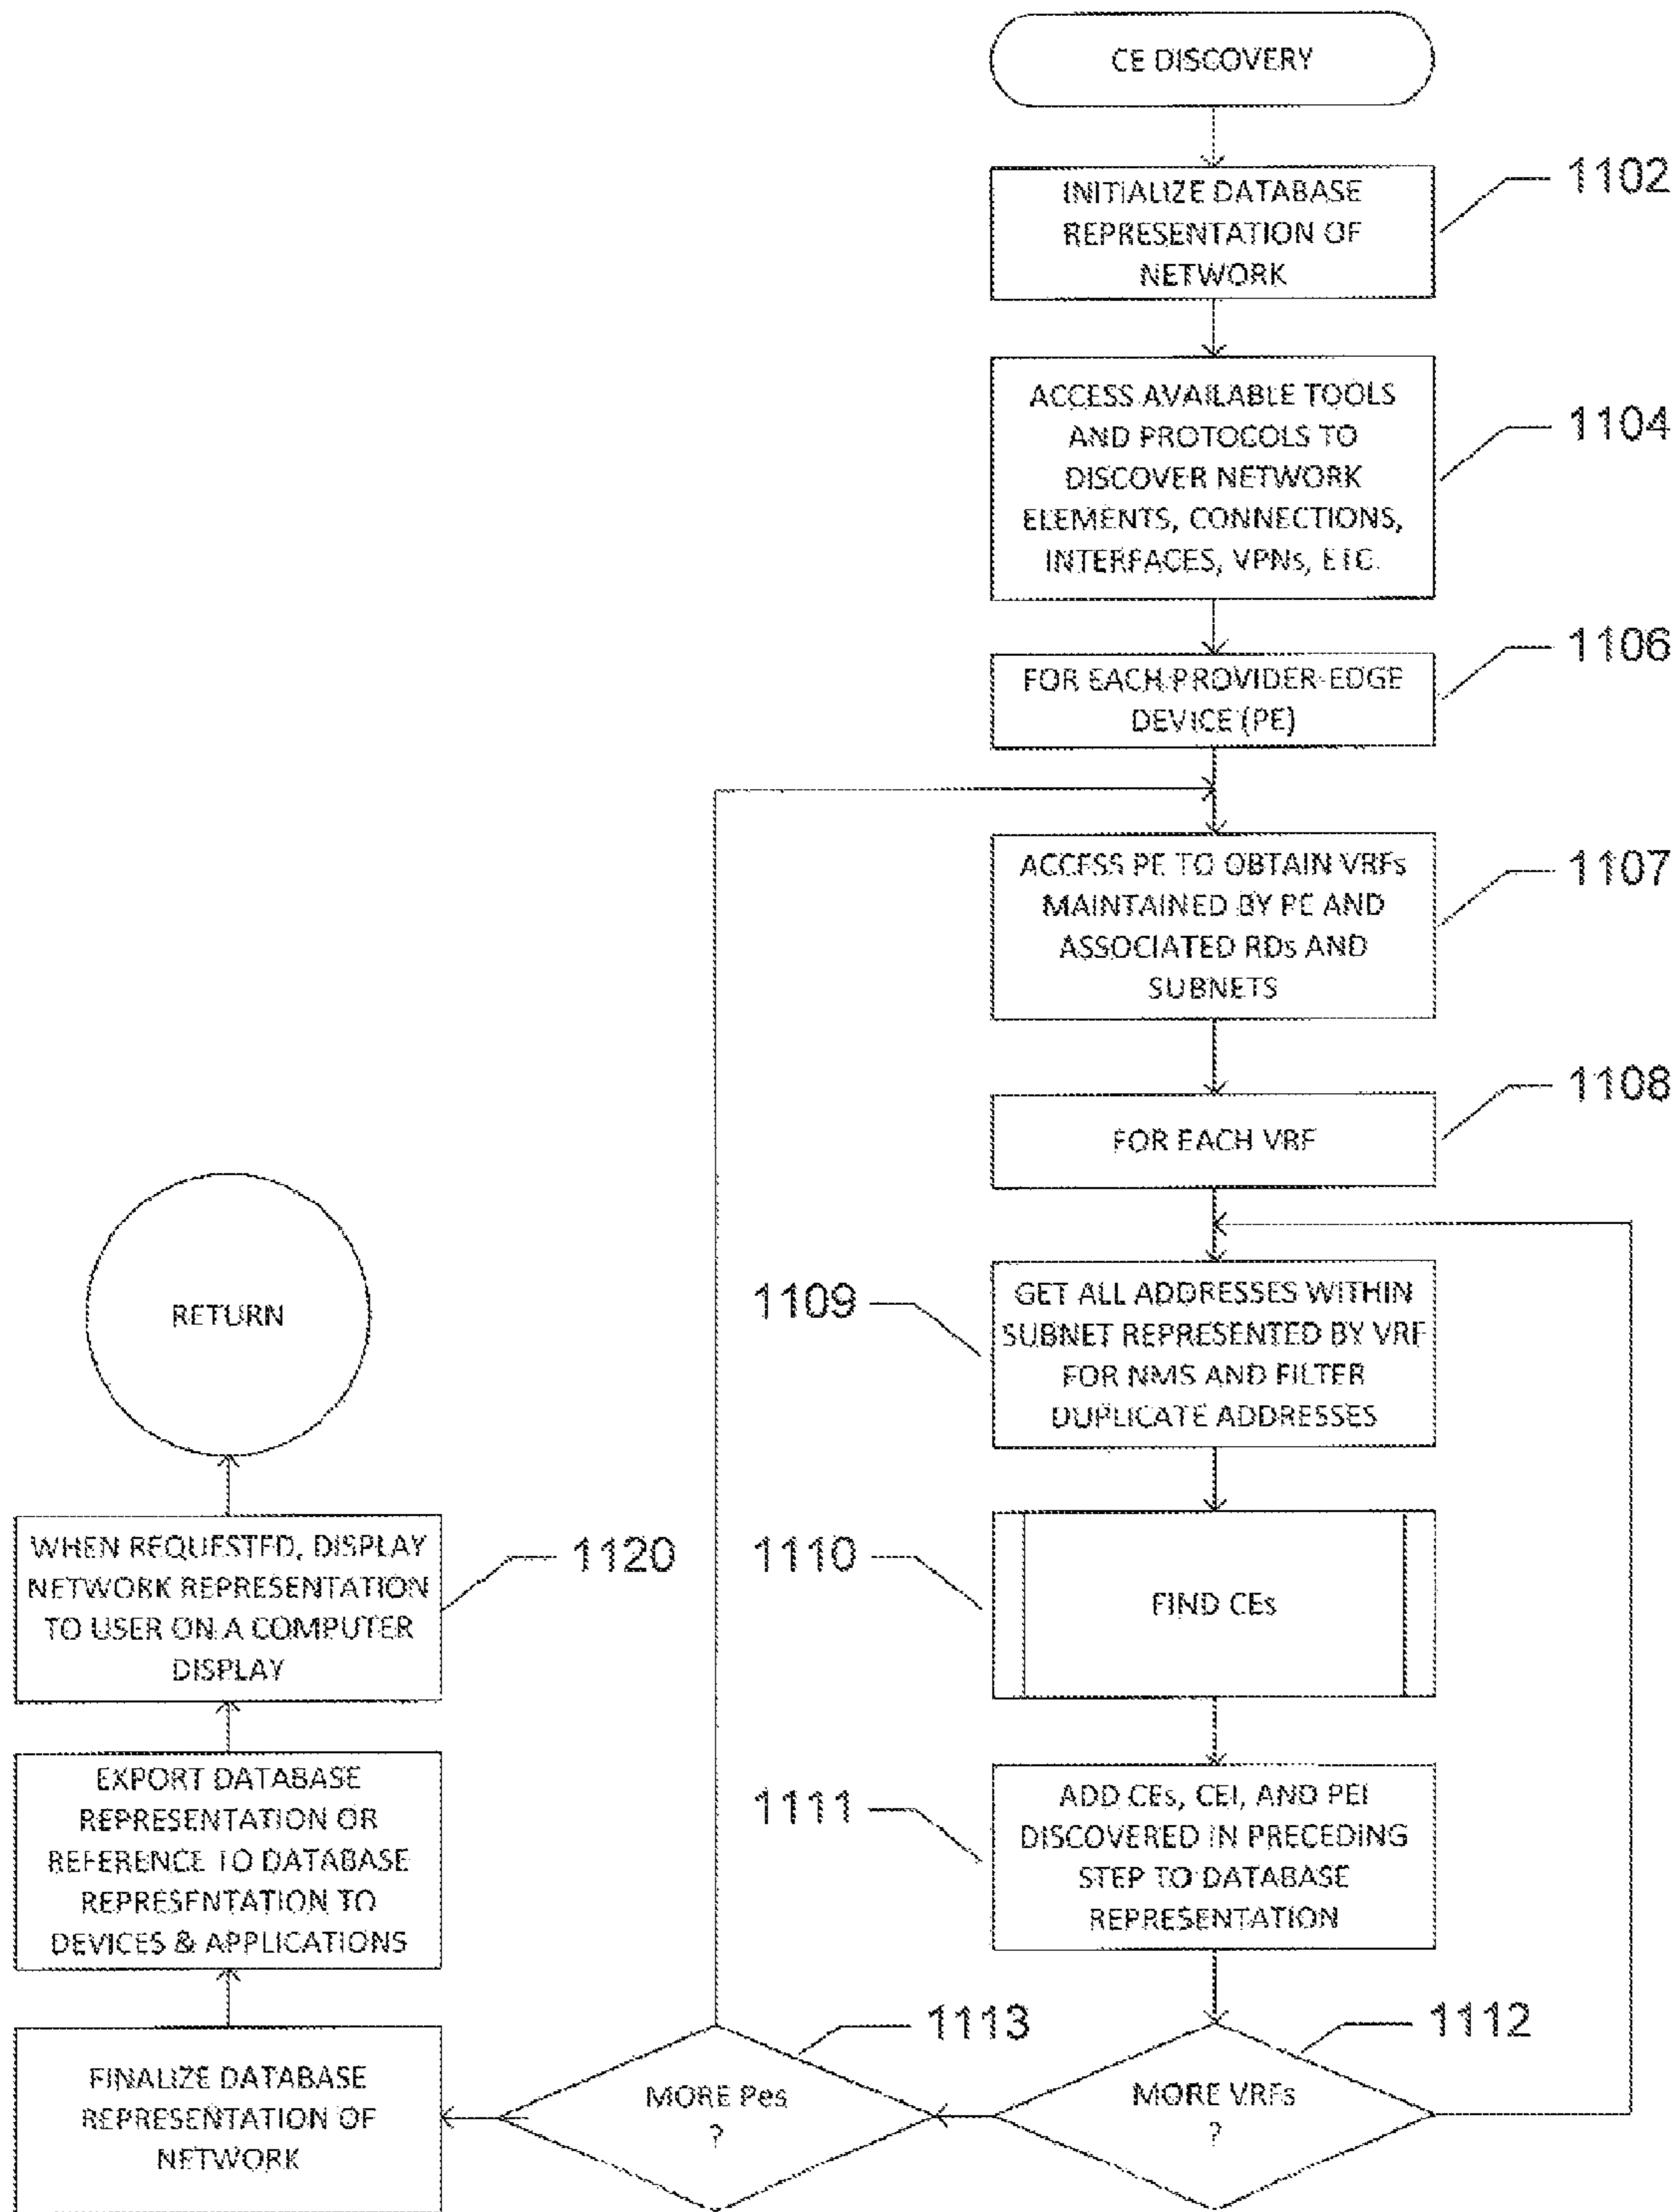 CE DISCOVERY
INITIALIZE DATABASE
REPRESENTATION OF
NETWORK
1102
ACCESS AVAILABLE TOOLS
AND PROTOCOLS TO
DISCOVER NETWORK
ELEMENTS, CONNECTIONS,
INTERFACES, VPNs, ETC.
1104
FOR EACH PROVIDER-EDGE
DEVICE (PE)
1106
ACCESS PE TO OBTAIN VRFs
MAINTAINED BY PE AND
ASSOCIATED RDs AND
SUBNETS
1107
FOR EACH VRF
1108
GET ALL ADDRESSES WITHIN
SUBNET REPRESENTED BY VRF
FOR NMS AND FILTER
DUPLICATE ADDRESSES
1109
FIND CEs
1110
ADD CEs, CEI, AND PEI
DISCOVERED IN PRECEDING
STEP TO DATABASE
REPRESENTATION
1111
MORE VRFs
?
1112
MORE Pes
?
1113
FINALIZE DATABASE
REPRESENTATION OF
NETWORK
EXPORT DATABASE
REPRESENTATION OR
REFERENCE TO DATABASE
REPRESENTATION TO
DEVICES & APPLICATIONS
WHEN REQUESTED, DISPLAY
NETWORK REPRESENTATION
TO USER ON A COMPUTER
DISPLAY
1120
RETURN